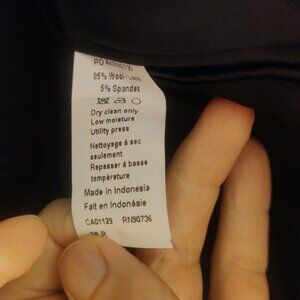 95% Wool
5% Spandex
Dry clean only
Low moisture
Utility press
Nettoyage à sec
seulement
Repasser à basse
température
Made in Indonesia
Fait en Indonésie
CA01129 RN90736